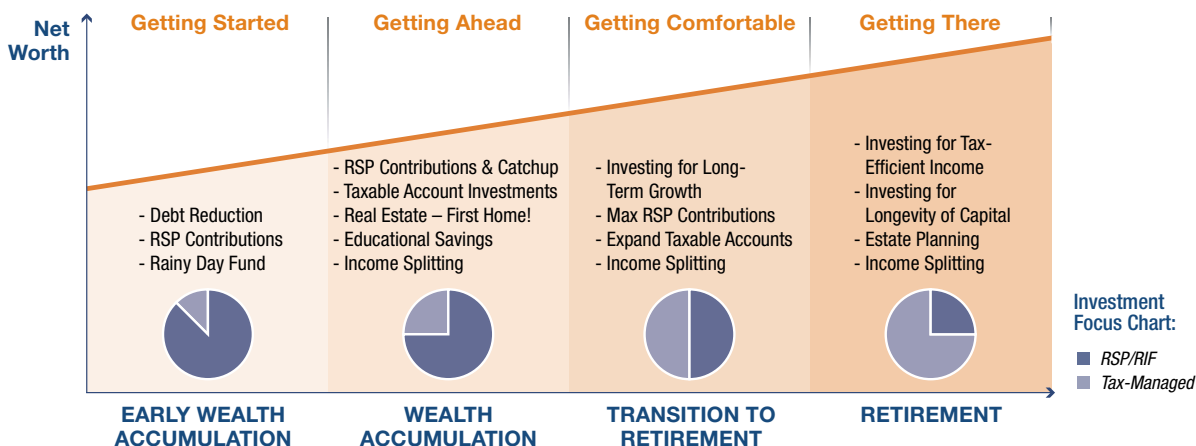 Net
Worth
Getting Started
Getting Ahead
Getting Comfortable
Getting There
- Debt Reduction
- RSP Contributions
- Rainy Day Fund
- RSP Contributions & Catchup
- Taxable Account Investments
- Real Estate – First Home!
- Educational Savings
- Income Splitting
- Investing for Long-
Term Growth
- Max RSP Contributions
- Expand Taxable Accounts
- Income Splitting
- Investing for Tax-
Efficient Income
- Investing for
Longevity of Capital
- Estate Planning
- Income Splitting
Investment
Focus Chart:
RSP/RIF
Tax-Managed
EARLY WEALTH
ACCUMULATION
WEALTH
ACCUMULATION
TRANSITION TO
RETIREMENT
RETIREMENT